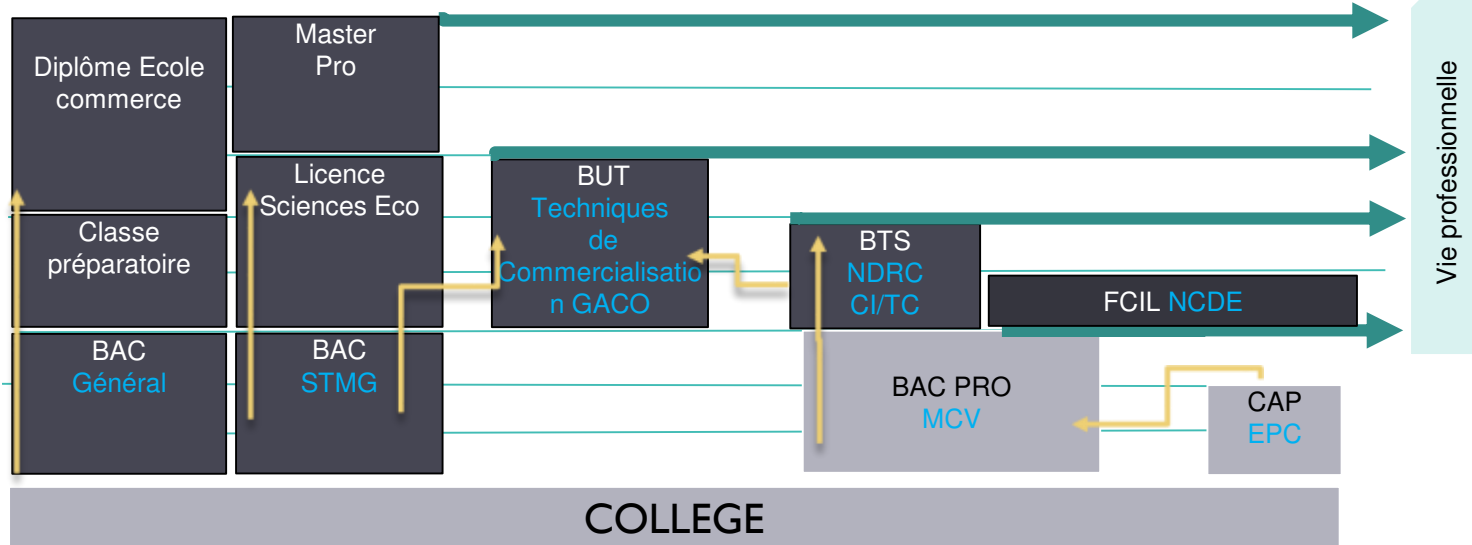 Diplôme Ecole
commerce
Master
Pro
Classe
préparatoire
Licence
Sciences Eco
BUT
Techniques
de
Commercialisatio
n GACO
BTS
NDRC
CI/TC
FCIL NCDE
BAC
Général
BAC
STMG
BAC PRO
MCV
CAP
EPC
COLLEGE
Vie professionnelle